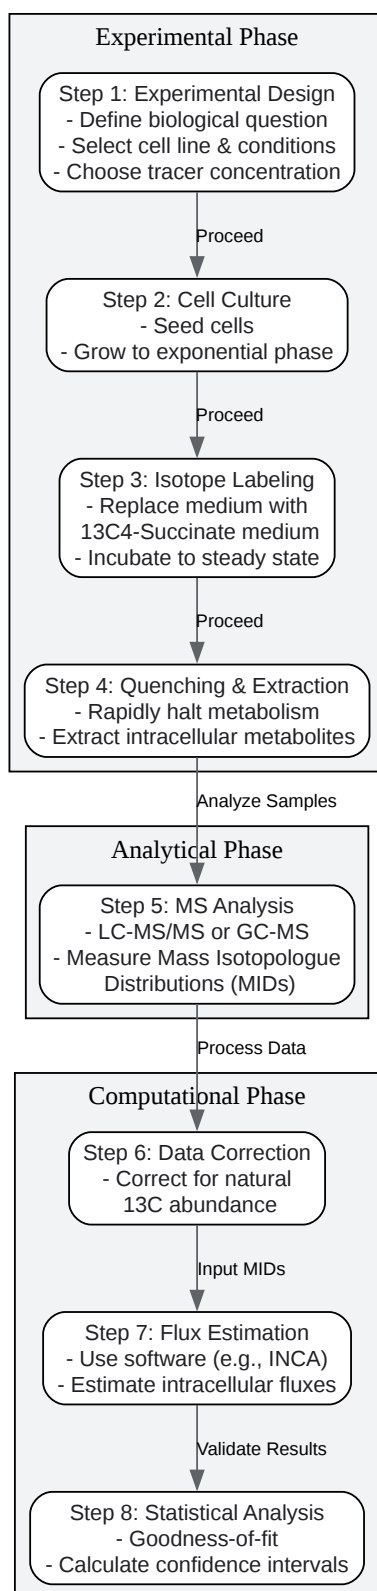 Experimental Phase
Step 1: Experimental Design
- Define biological question
- Select cell line & conditions
- Choose tracer concentration
Proceed
Step 2: Cell Culture
- Seed cells
- Grow to exponential phase
Proceed
Step 3: Isotope Labeling
- Replace medium with
13C4-Succinate medium
- Incubate to steady state
Proceed
Step 4: Quenching & Extraction
- Rapidly halt metabolism
- Extract intracellular metabolites
Analyze Samples
Analytical Phase
Step 5: MS Analysis
- LC-MS/MS or GC-MS
- Measure Mass Isotopologue
Distributions (MIDs)
Process Data
Computational Phase
Step 6: Data Correction
- Correct for natural
13C abundance
Input MIDs
Step 7: Flux Estimation
- Use software (e.g., INCA)
- Estimate intracellular fluxes
Validate Results
Step 8: Statistical Analysis
- Goodness-of-fit
- Calculate confidence intervals